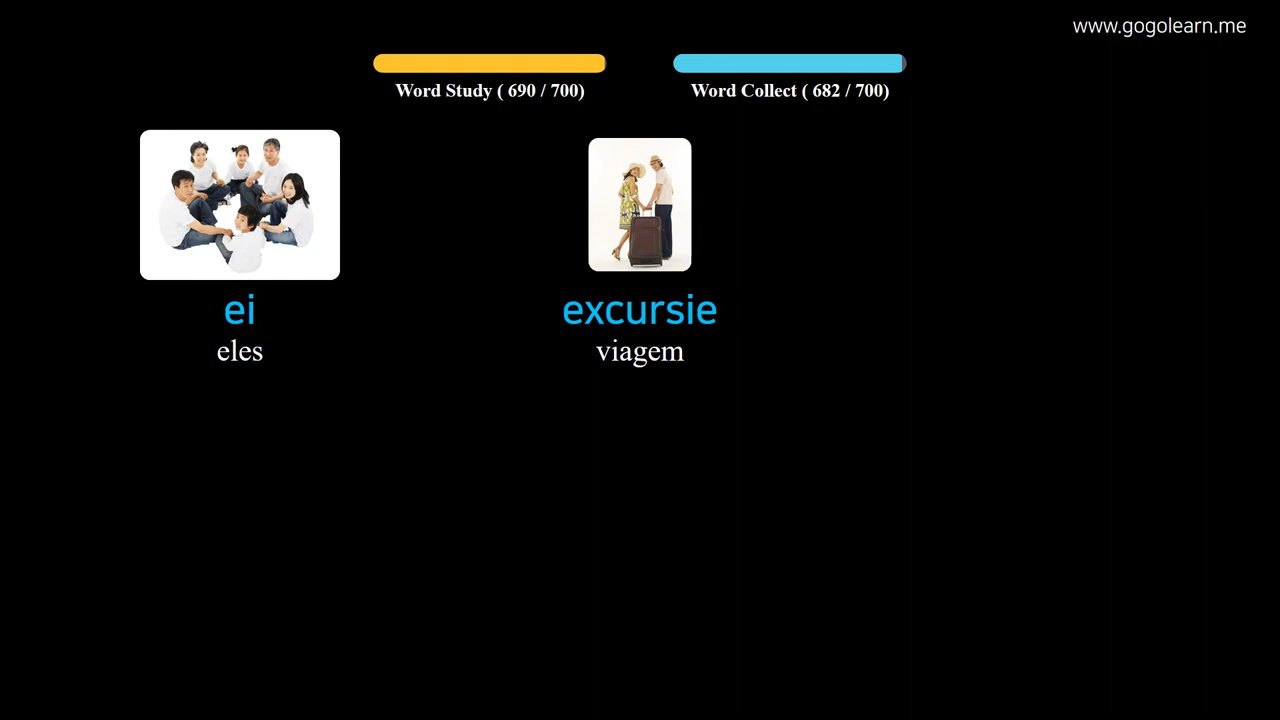 www.gogolearn.me
Word Study ( 690 / 700)
Word Collect ( 682 / 700)
ei
eles
excursie
viagem